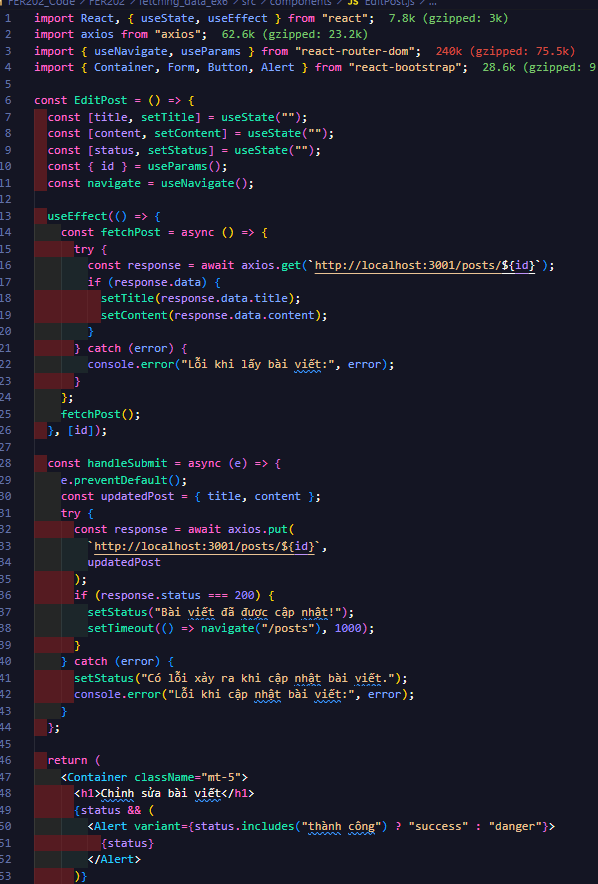 FER202_Code > FER202 > fetching_data_exe > src > components > JS EditPost.js > ...
1 import React, { useState, useEffect } from "react"; 7.8k (gzipped: 3k)
2 import axios from "axios"; 62.6k (gzipped: 23.2k)
3 import { useNavigate, useParams } from "react-router-dom"; 240k (gzipped: 75.5k)
4 import { Container, Form, Button, Alert } from "react-bootstrap"; 28.6k (gzipped: 9
5
6 const EditPost = () => {
7 const [title, setTitle] = useState("");
8 const [content, setContent] = useState("");
9 const [status, setStatus] = useState("");
10 const { id } = useParams();
11 const navigate = useNavigate();
12
13 useEffect(() => {
14 const fetchPost = async () => {
15 try {
16 const response = await axios.get(`http://localhost:3001/posts/${id}`);
17 if (response.data) {
18 setTitle(response.data.title);
19 setContent(response.data.content);
20 }
21 } catch (error) {
22 console.error("Lỗi khi lấy bài viết:", error);
23 }
24 };
25 fetchPost();
26 }, [id]);
27
28 const handleSubmit = async (e) => {
29 e.preventDefault();
30 const updatedPost = { title, content };
31 try {
32 const response = await axios.put(
33 `http://localhost:3001/posts/${id}`,
34 updatedPost
35 );
36 if (response.status === 200) {
37 setStatus("Bài viết đã được cập nhật!");
38 setTimeout(() => navigate("/posts"), 1000);
39 }
40 } catch (error) {
41 setStatus("Có lỗi xảy ra khi cập nhật bài viết.");
42 console.error("Lỗi khi cập nhật bài viết:", error);
43 }
44 };
45
46 return (
47 <Container className="mt-5">
48 <h1>Chỉnh sửa bài viết</h1>
49 {status && (
50 <Alert variant={status.includes("thành công") ? "success" : "danger"}>
51 {status}
52 </Alert>
53 )}